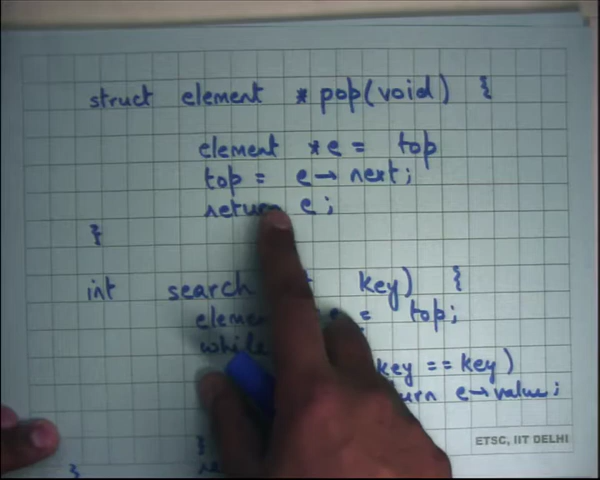 struct element * pop(void) {
element *e = top
top = e→ next;
return e;
}
int search key) {
= top;
while
key == key)
e→value;
}
}
ETSC, IIT DELHI